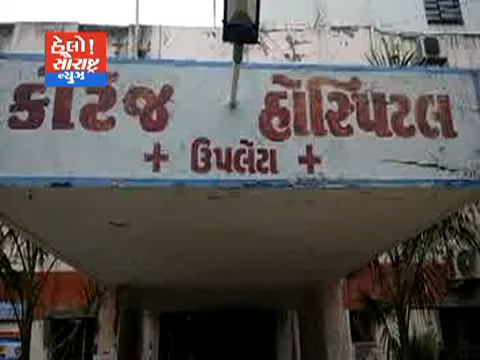 હેલો!
સૌરાષ્ટ્ર
ન્યુઝ
કોટેજ હોસ્પિટલ
+ ઉપલેટા +